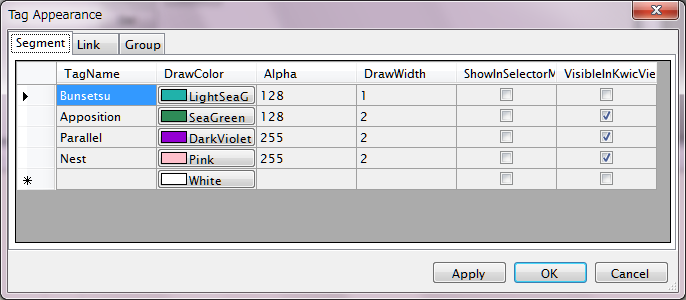 Tag Appearance
Segment Link Group
TagName DrawColor Alpha DrawWidth ShowInSelectorM VisibleInKwicVie
Bunsetsu LightSeaG 128 1
Apposition SeaGreen 128 2
Parallel DarkViolet 255 2
Nest Pink 255 2
White
Apply OK Cancel